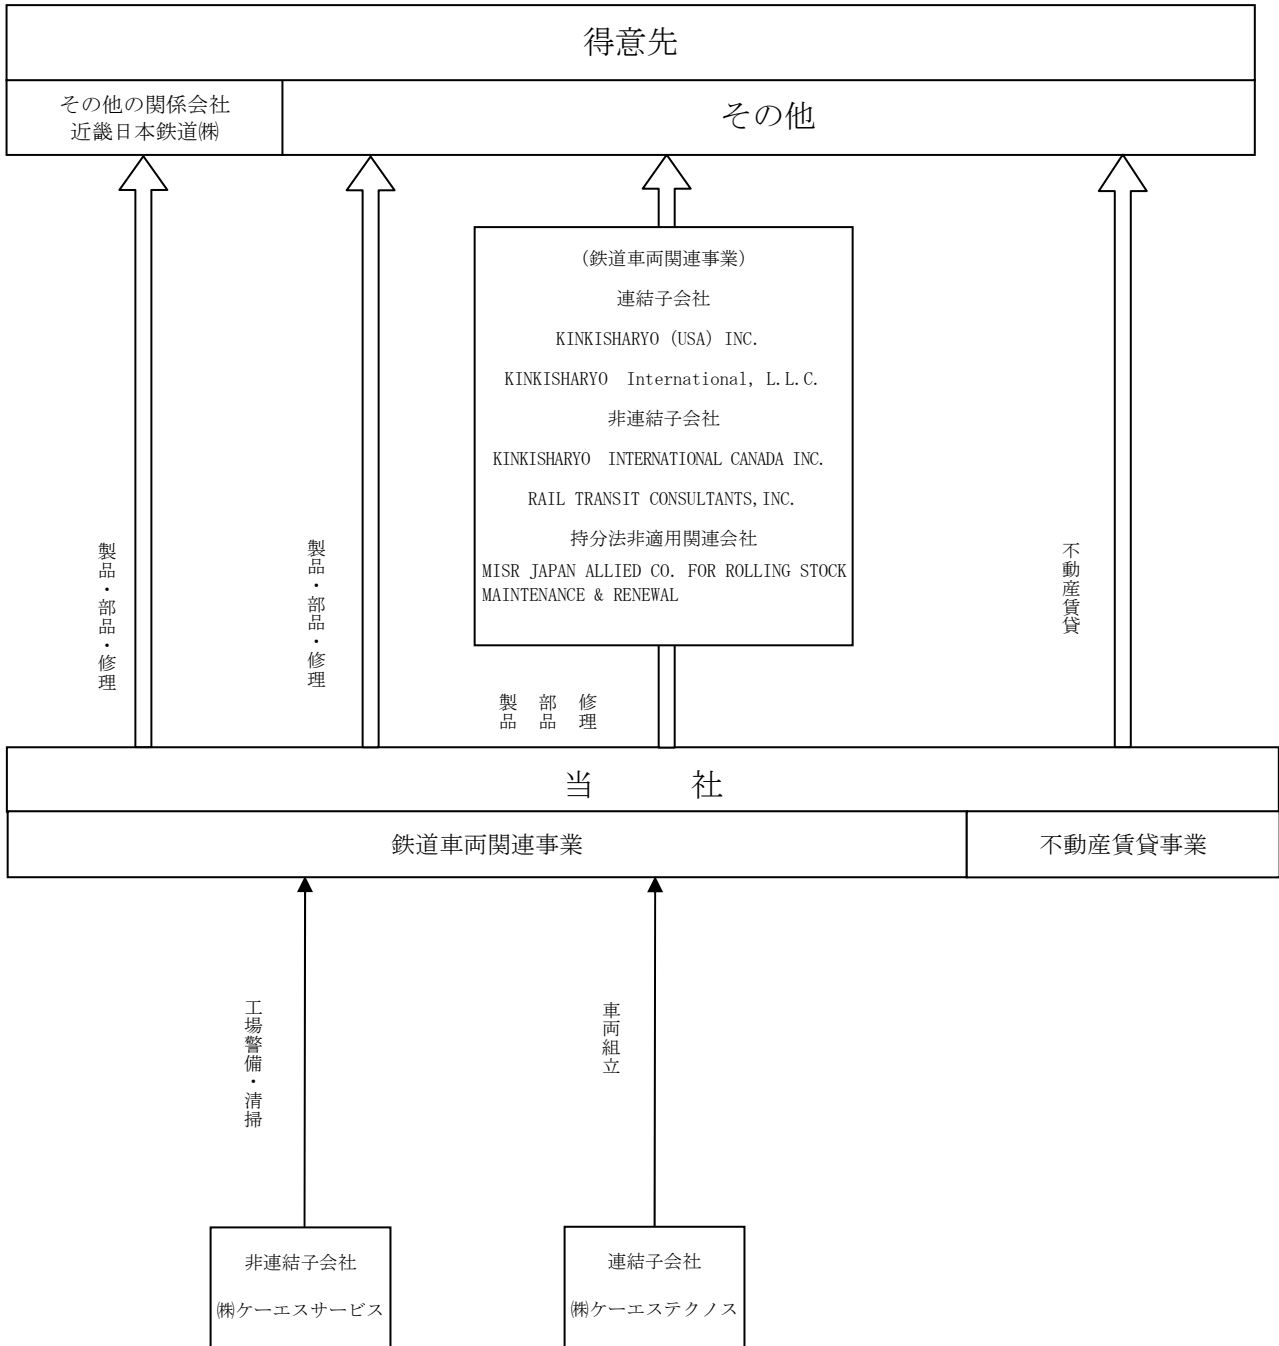 得意先
その他の関係会社
近畿日本鉄道㈱
その他
(鉄道車両関連事業)
連結子会社
KINKISHARYO (USA) INC.
KINKISHARYO International, L.L.C.
非連結子会社
KINKISHARYO INTERNATIONAL CANADA INC.
RAIL TRANSIT CONSULTANTS,INC.
持分法非適用関連会社
MISR JAPAN ALLIED CO. FOR ROLLING STOCK
MAINTENANCE & RENEWAL
製品・部品・修理
製品・部品・修理
不動産賃貸
製品 部品 修理
当 社
鉄道車両関連事業
不動産賃貸事業
工場警備・清掃
車両組立
非連結子会社
㈱ケーエスサービス
連結子会社
㈱ケーエステクノス